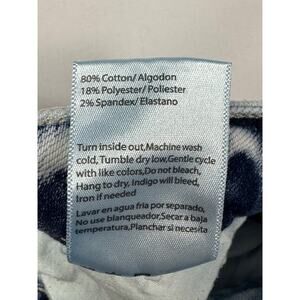 80% Cotton/ Algodon
18% Polyester/ Poliester
2% Spandex/ Elastano
Turn inside out,Machine wash
cold, Tumble dry low,Gentle cycle
with like colors,Do not bleach,
Hang to dry, Indigo will bleed,
Iron if needed
Lavar en agua fria por separado,
No use blanqueador,Secar a baja
temperatura,Planchar si necesita